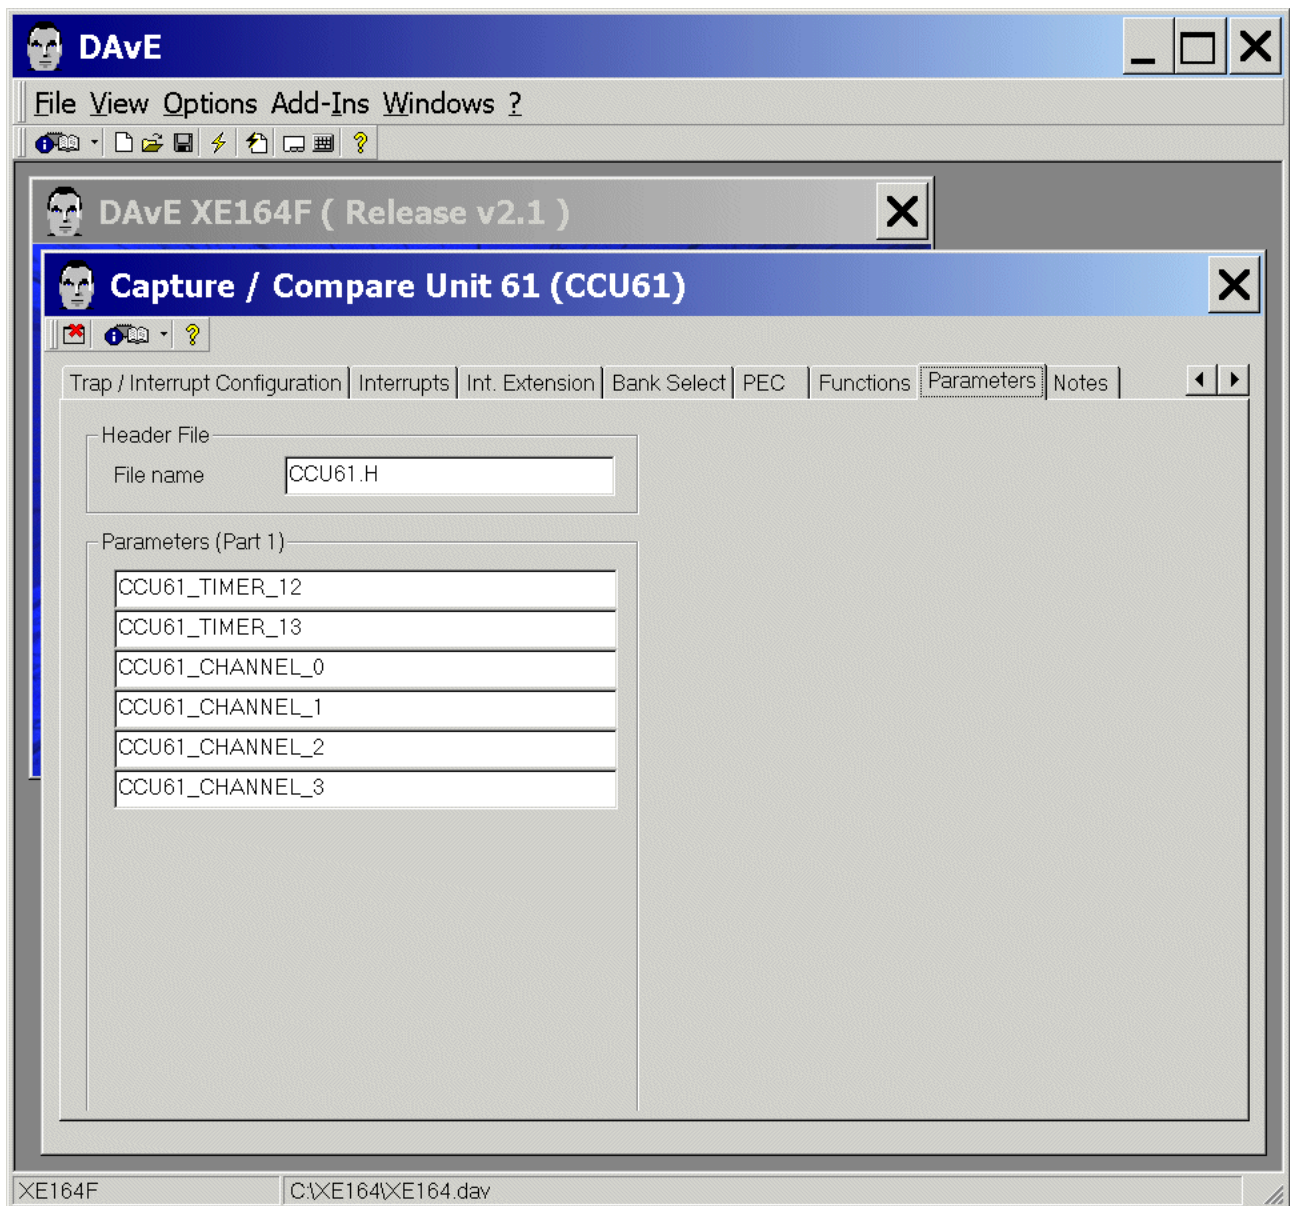 DAvE
File View Options Add-Ins Windows ?
DAvE XE164F ( Release v2.1 )
Capture / Compare Unit 61 (CCU61)
Trap / Interrupt Configuration Interrupts Int. Extension Bank Select PEC Functions Parameters Notes
Header File
File name CCU61.H
Parameters (Part 1)
CCU61_TIMER_12
CCU61_TIMER_13
CCU61_CHANNEL_0
CCU61_CHANNEL_1
CCU61_CHANNEL_2
CCU61_CHANNEL_3
XE164F C:\XE164\XE164.dav